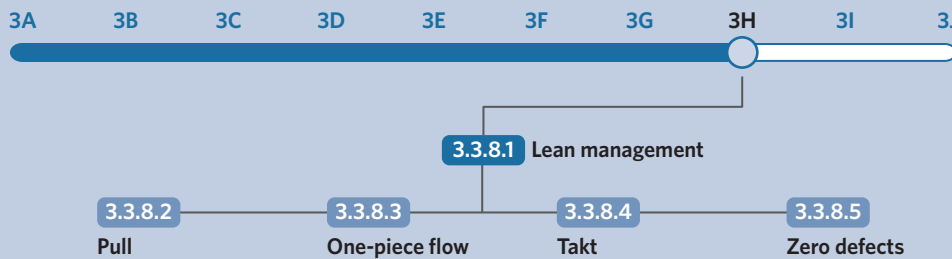 3A 3B 3C 3D 3E 3F 3G 3H 3I
3.3.8.1 Lean management
3.3.8.2 3.3.8.3 3.3.8.4 3.3.8.5
Pull One-piece flow Takt Zero defects